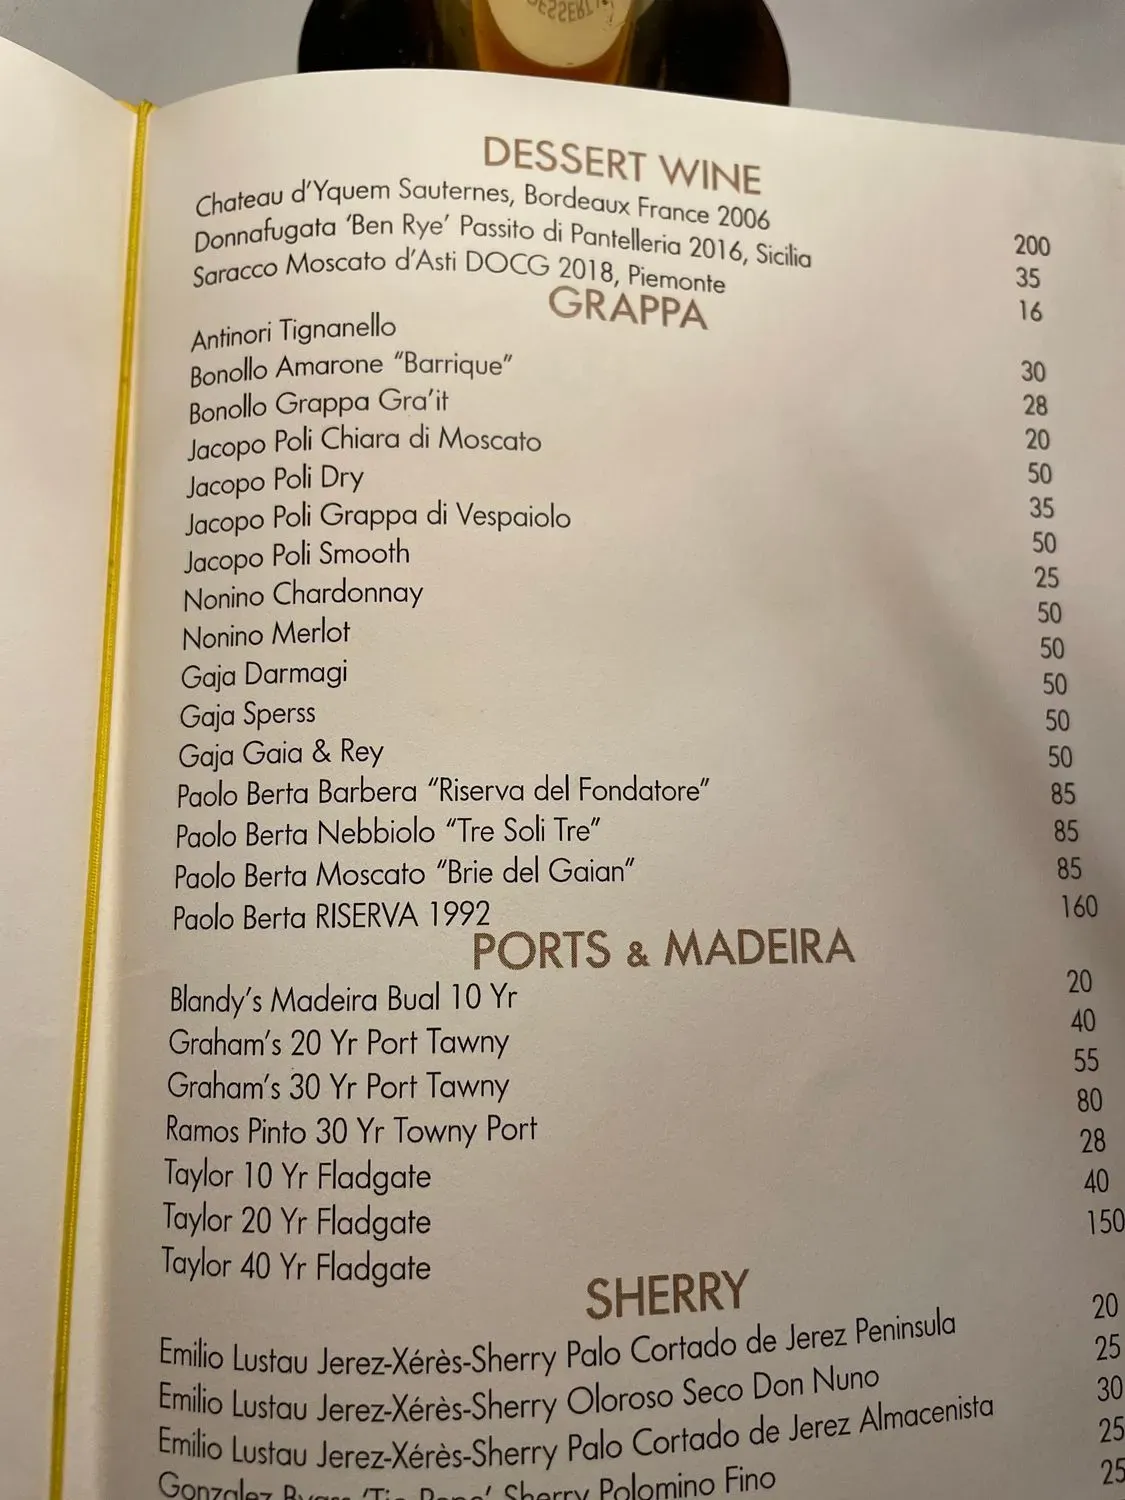 DESSERT
DESSERT WINE
Chateau d'Yquem Sauternes, Bordeaux France 2006 200
Donnafugata 'Ben Rye' Passito di Pantelleria 2016, Sicilia 35
Saracco Moscato d'Asti DOCG 2018, Piemonte 16
GRAPPA
Antinori Tignanello 30
Bonollo Amarone "Barrique" 28
Bonollo Grappa Gra'it 20
Jacopo Poli Chiara di Moscato 50
Jacopo Poli Dry 35
Jacopo Poli Grappa di Vespaiolo 50
Jacopo Poli Smooth 25
Nonino Chardonnay 50
Nonino Merlot 50
Gaja Darmagi 50
Gaja Sperss 50
Gaja Gaia & Rey 50
Paolo Berta Barbera "Riserva del Fondatore" 85
Paolo Berta Nebbiolo "Tre Soli Tre" 85
Paolo Berta Moscato "Brie del Gaian" 85
Paolo Berta RISERVA 1992 160
PORTS & MADEIRA
Blandy's Madeira Bual 10 Yr 20
Graham's 20 Yr Port Tawny 40
Graham's 30 Yr Port Tawny 55
Ramos Pinto 30 Yr Towny Port 80
Taylor 10 Yr Fladgate 28
Taylor 20 Yr Fladgate 40
Taylor 40 Yr Fladgate 150
SHERRY
Emilio Lustau Jerez-Xérès-Sherry Palo Cortado de Jerez Peninsula 20
Emilio Lustau Jerez-Xérès-Sherry Oloroso Seco Don Nuno 25
Emilio Lustau Jerez-Xérès-Sherry Palo Cortado de Jerez Almacenista 30
Gonzalez Byass 'Tio Pepe' Sherry Polomino Fino 25
25